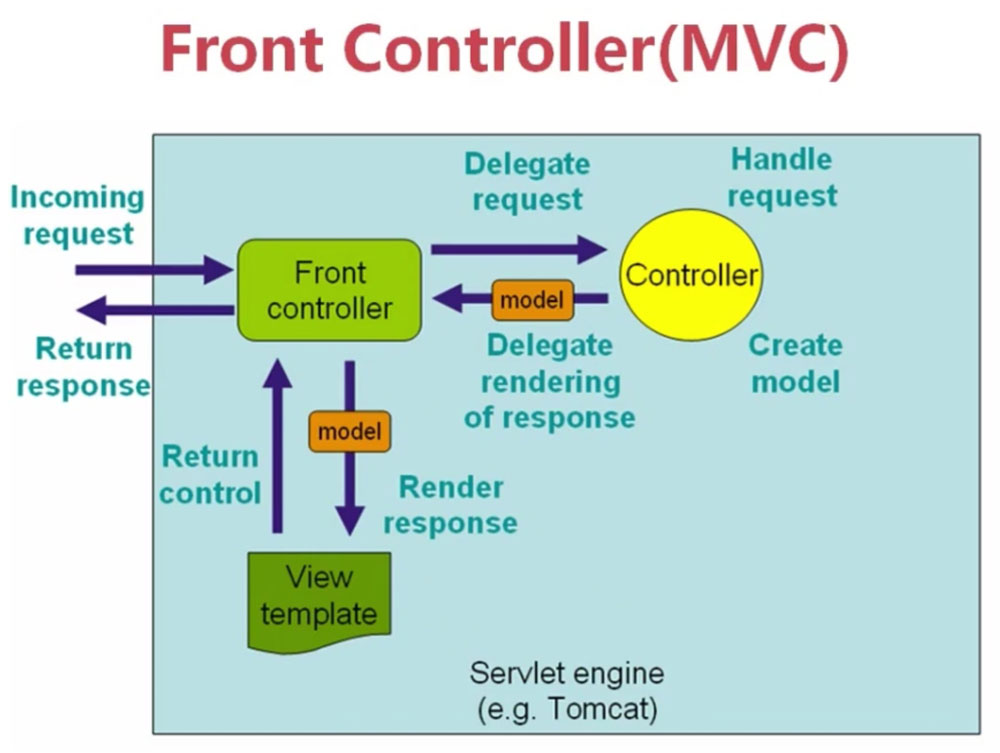 Front Controller(MVC)
Incoming
request
Delegate
request
Handle
request
Front
controller
Controller
model
Return
response
Delegate
rendering
of response
Create
model
model
Return
control
Render
response
View
template
Servlet engine
(e.g. Tomcat)